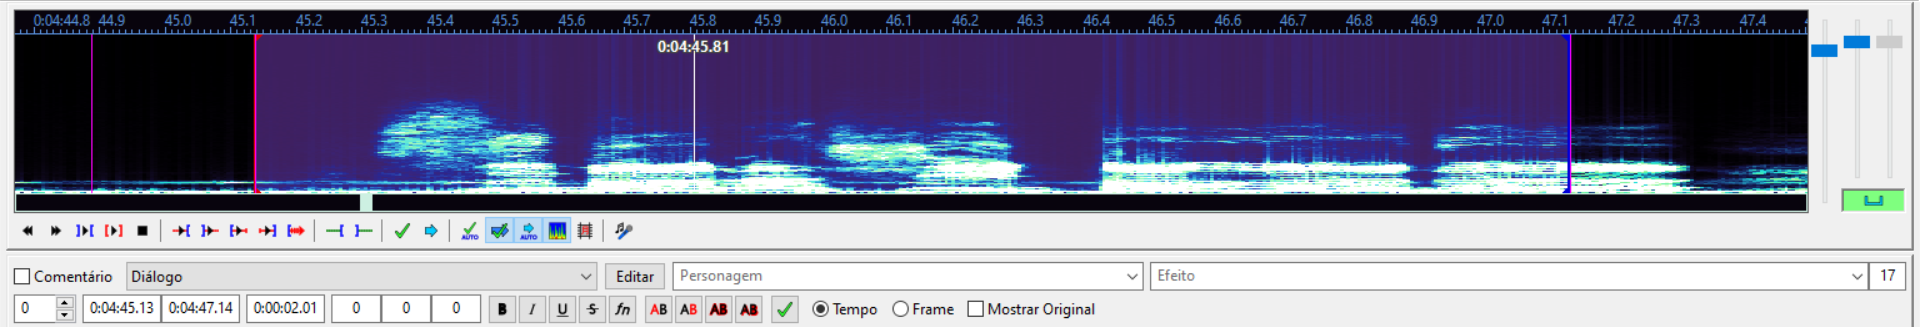 0:04:44.8 44.9 45.0 45.1 45.2 45.3 45.4 45.5 45.6 45.7 45.8 45.9 46.0 46.1 46.2 46.3 46.4 46.5 46.6 46.7 46.8 46.9 47.0 47.1 47.2 47.3 47.4
0:04:45.81
AUTO AUTO
Comentário Diálogo Editar Personagem Efeito 17
0 0:04:45.13 0:04:47.14 0:00:02.01 0 0 0 B I U S fn AB AB AB AB Tempo Frame Mostrar Original